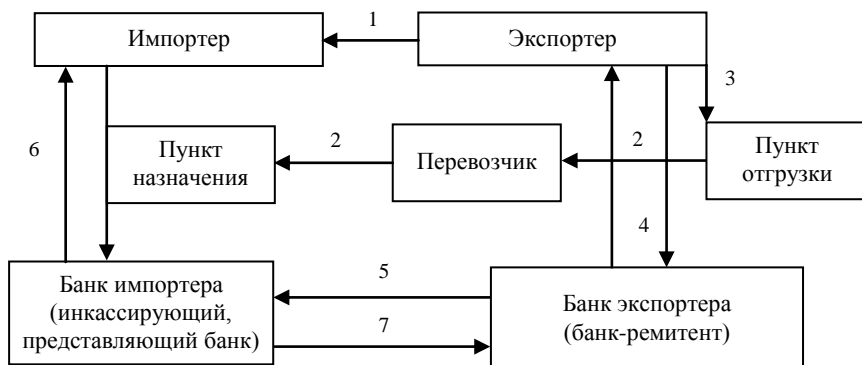 1
Импортер
Экспортер
3
6
2
2
Пункт
назначения
Перевозчик
Пункт
отгрузки
4
5
Банк импортера
(инкассирующий,
представляющий банк)
Банк экспортера
(банк-ремитент)
7